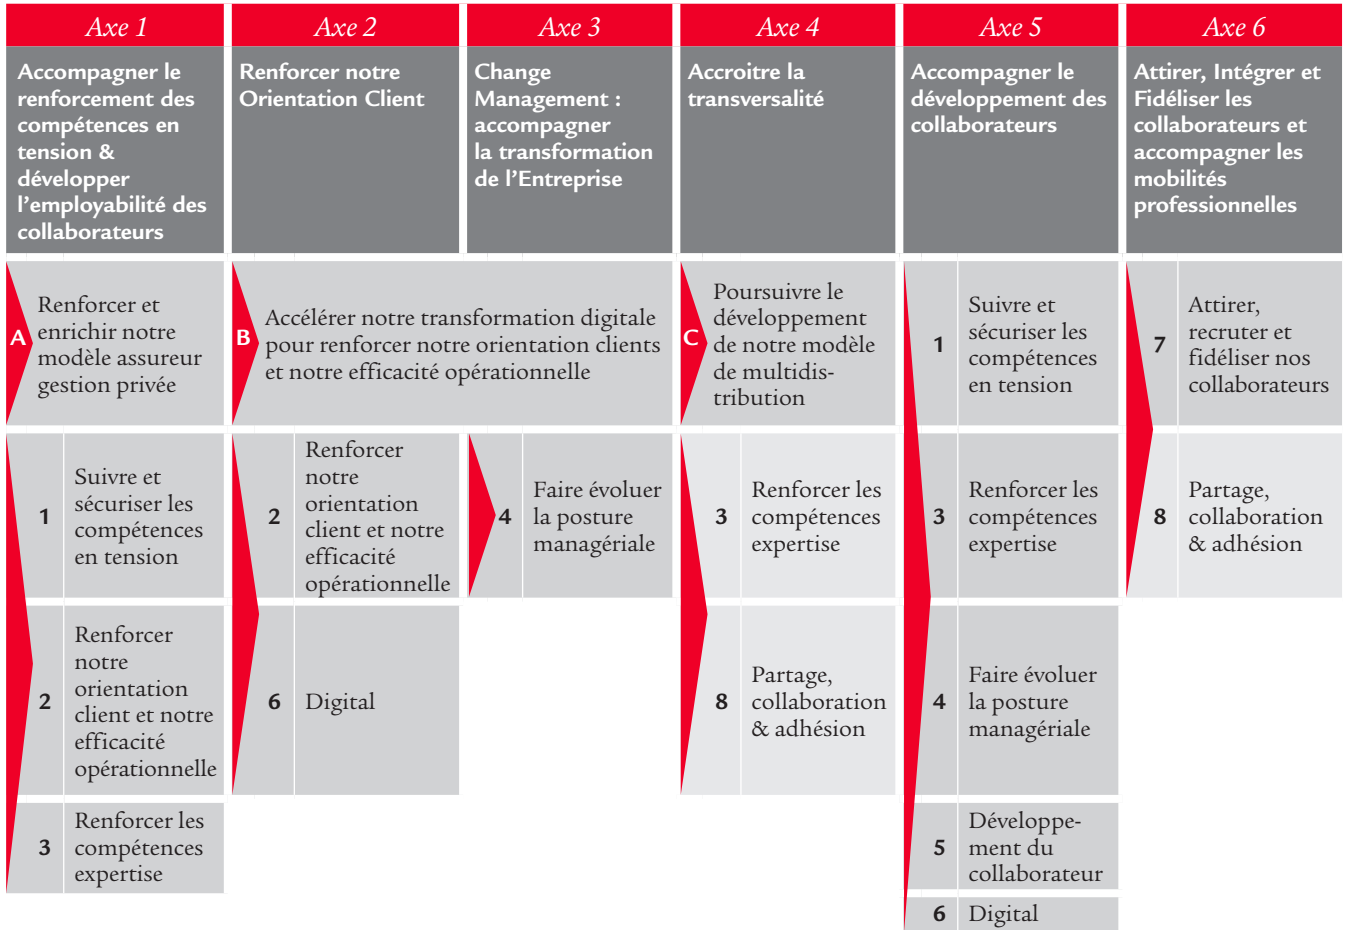 Axe 1
Accompagner le
renforcement des
compétences en
tension &
développer
l’employabilité des
collaborateurs
A
Renforcer et
enrichir notre
modèle assureur
gestion privée
1
Suivre et
sécuriser les
compétences
en tension
2
Renforcer
notre
orientation
client et notre
efficacité
opérationnelle
3
Renforcer les
compétences
expertise
Axe 2
Renforcer notre
Orientation Client
Axe 3
Change
Management :
accompagner
la transformation
de l’Entreprise
B
Accélérer notre transformation digitale
pour renforcer notre orientation clients
et notre efficacité opérationnelle
2
Renforcer
notre
orientation
client et notre
efficacité
opérationnelle
6
Digital
4
Faire évoluer
la posture
managériale
Axe 4
Accroitre la
transversalité
C
Poursuivre le
développement
de notre modèle
de multidis-
tribution
3
Renforcer les
compétences
expertise
8
Partage,
collaboration
& adhésion
Axe 5
Accompagner le
développement des
collaborateurs
1
Suivre et
sécuriser les
compétences
en tension
3
Renforcer les
compétences
expertise
4
Faire évoluer
la posture
managériale
5
Développe-
ment du
collaborateur
6
Digital
Axe 6
Attirer, Intégrer et
Fidéliser les
collaborateurs et
accompagner les
mobilités
professionnelles
7
Attirer,
recruter et
fidéliser nos
collaborateurs
8
Partage,
collaboration
& adhésion